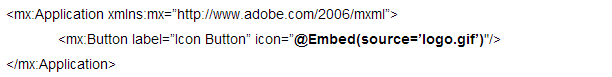 <mx:Application xmlns:mx=”http://www.adobe.com/2006/mxml”>
<mx:Button label=”Icon Button” icon=”@Embed(source=’logo.gif’)"/>
</mx:Application>